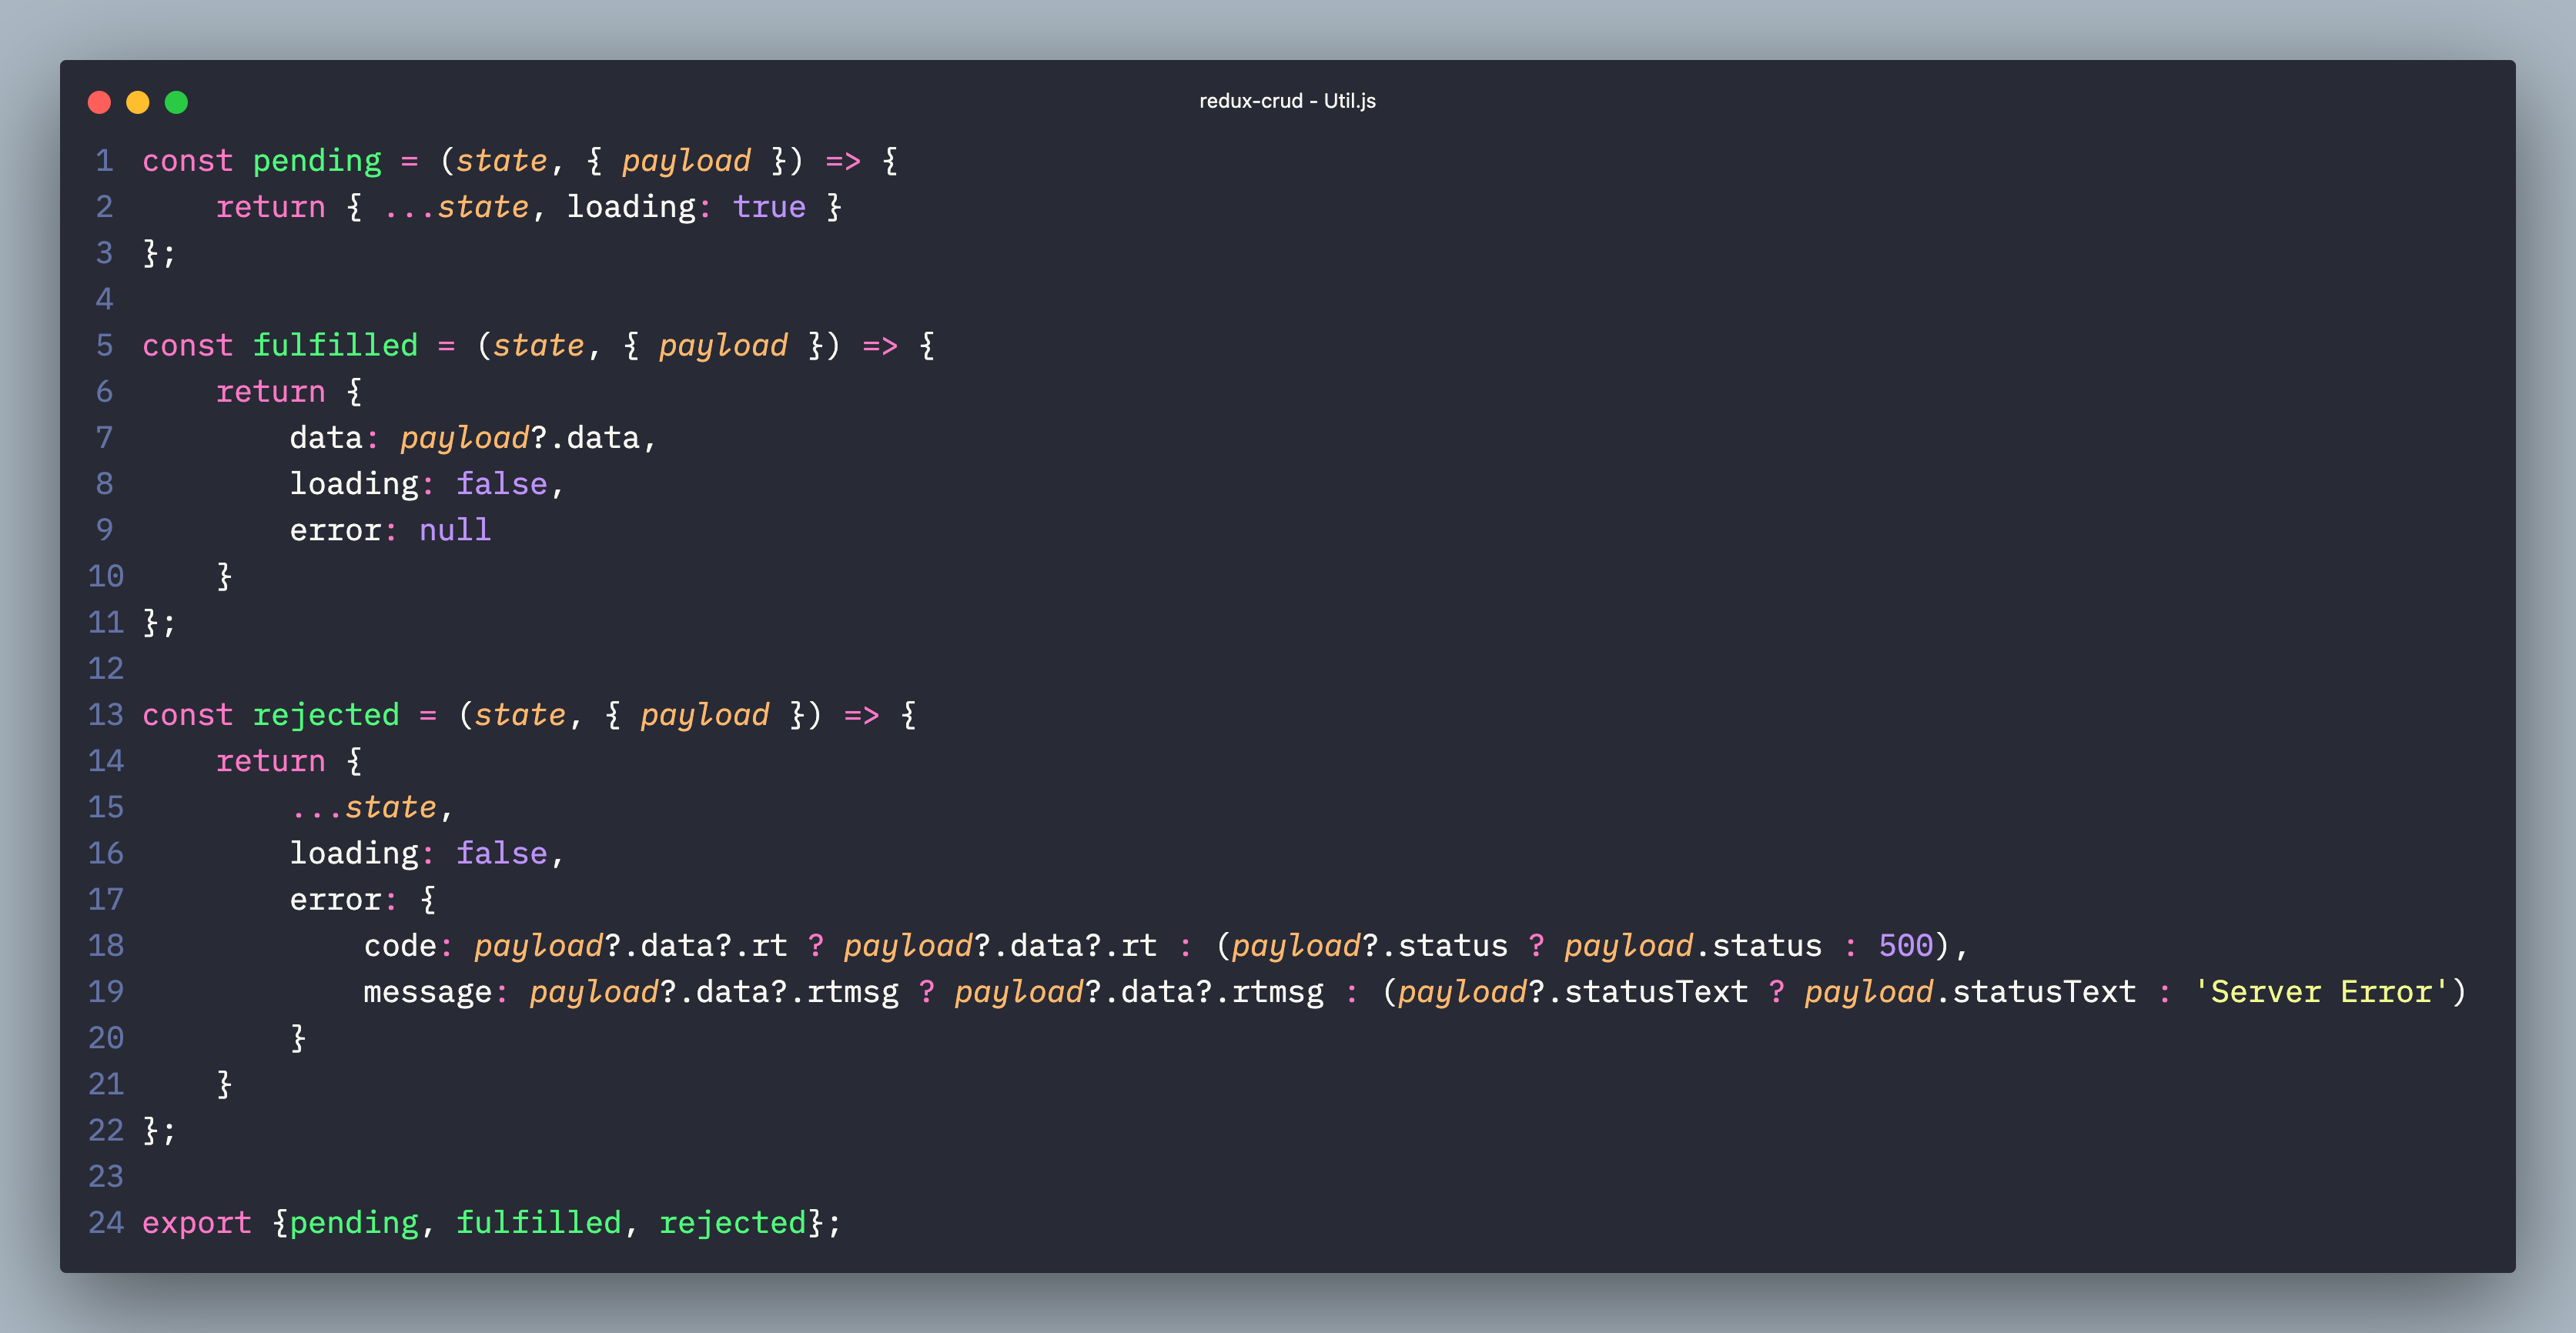 redux-crud - Util.js
1 const pending = (state, { payload }) => {
2     return { ...state, loading: true }
3 };
4
5 const fulfilled = (state, { payload }) => {
6     return {
7         data: payload?.data,
8         loading: false,
9         error: null
10     }
11 };
12
13 const rejected = (state, { payload }) => {
14     return {
15         ...state,
16         loading: false,
17         error: {
18             code: payload?.data?.rt ? payload?.data?.rt : (payload?.status ? payload.status : 500),
19             message: payload?.data?.rtmsg ? payload?.data?.rtmsg : (payload?.statusText ? payload.statusText : 'Server Error')
20         }
21     }
22 };
23
24 export {pending, fulfilled, rejected};